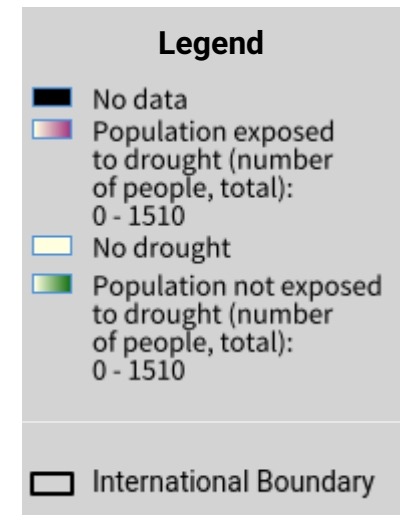 Legend
No data
Population exposed
to drought (number
of people, total):
0 - 1510
No drought
Population not exposed
to drought (number
of people, total):
0 - 1510
International Boundary